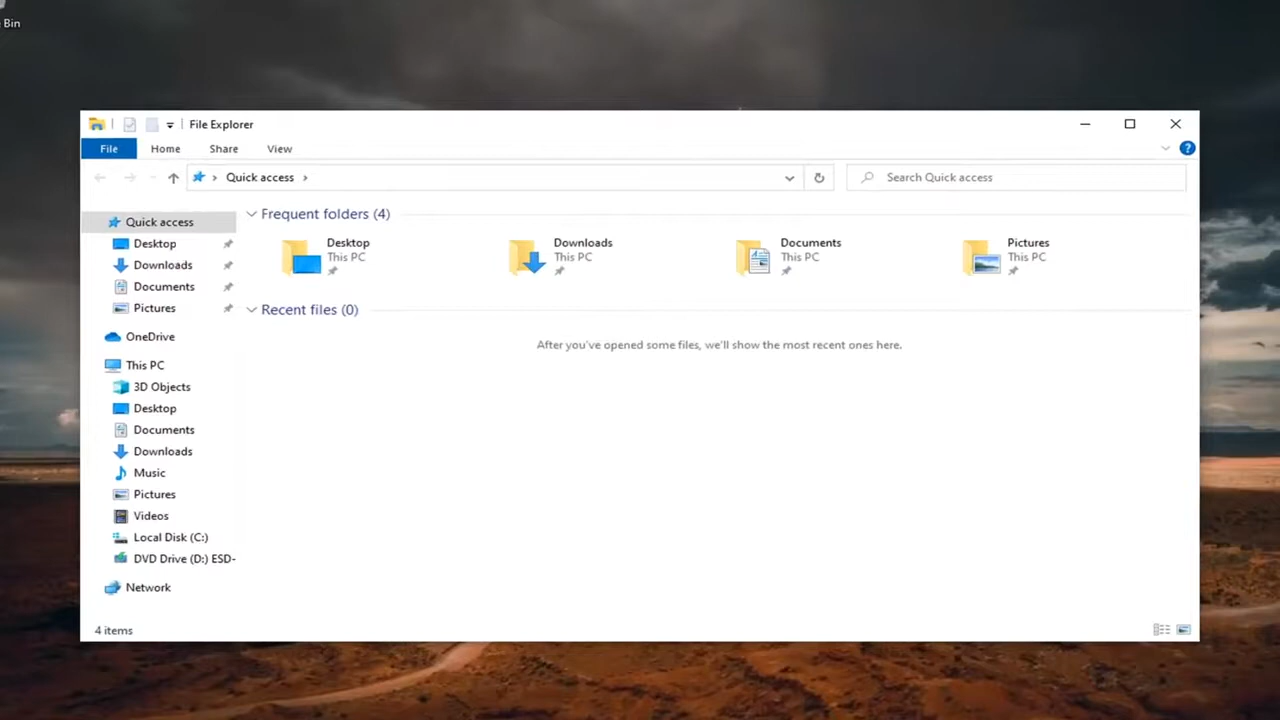 Bin
File Explorer
File
Home
Share
View
?
Quick access
Search Quick access
Quick access
Desktop
Downloads
Documents
Pictures
OneDrive
This PC
3D Objects
Desktop
Documents
Downloads
Music
Pictures
Videos
Local Disk (C:)
DVD Drive (D:) ESD-
Network
Frequent folders (4)
Desktop
This PC
Downloads
This PC
Documents
This PC
Pictures
This PC
Recent files (0)
After you've opened some files, we'll show the most recent ones here.
4 items